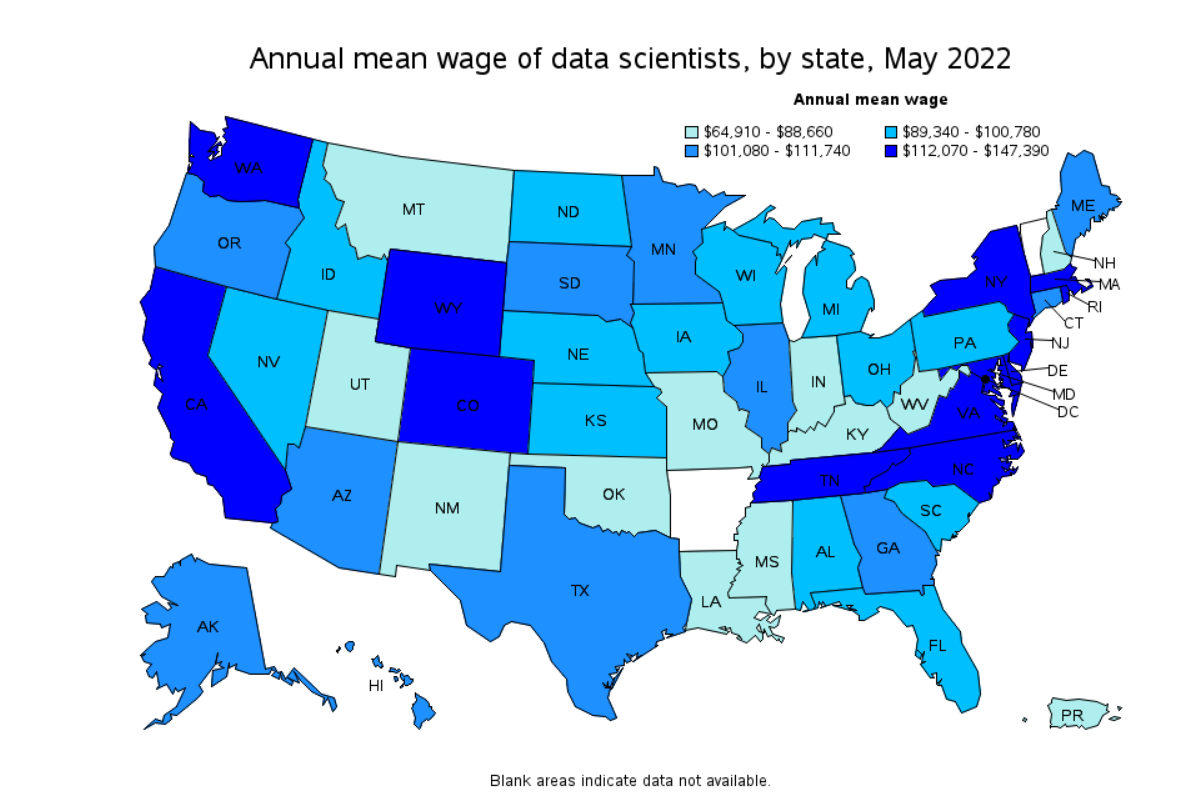 Annual mean wage of data scientists, by state, May 2022
Annual mean wage
$64,910 - $88,660
$89,340 - $100,780
$101,080 - $111,740
$112,070 - $147,390
WA
MT
ND
MN
ME
OR
ID
SD
WI
MI
NY
NH
MA
RI
CT
WY
NV
UT
CO
NE
IA
IL
IN
OH
PA
NJ
DE
MD
DC
CA
KS
MO
KY
WV
VA
AZ
NM
OK
TN
NC
SC
TX
LA
MS
AL
GA
FL
AK
HI
PR
Blank areas indicate data not available.